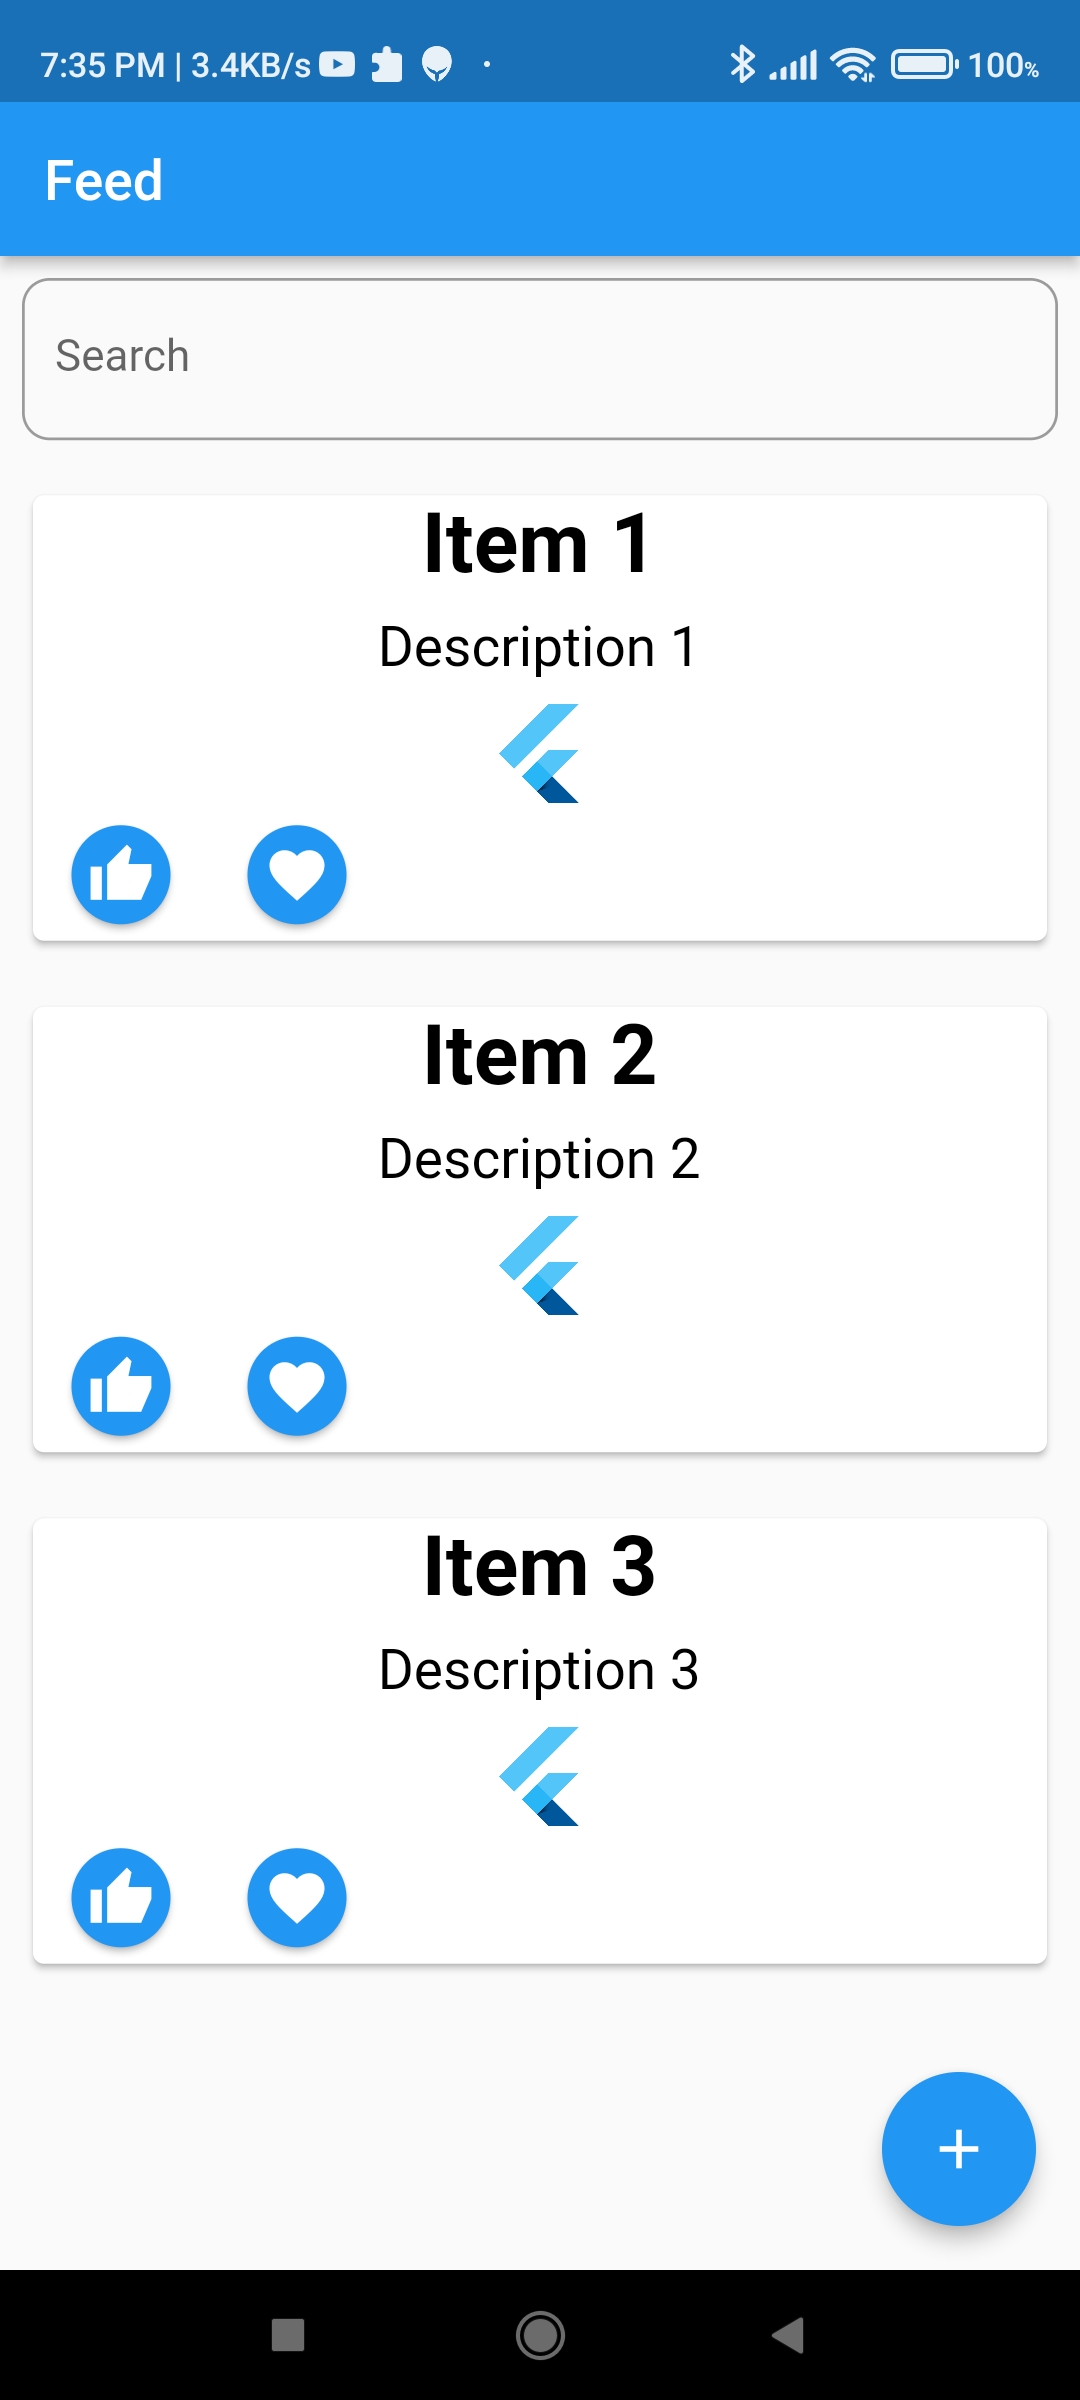 7:35 PM | 3.4KB/s 100%
Feed
Search
Item 1
Description 1
Item 2
Description 2
Item 3
Description 3